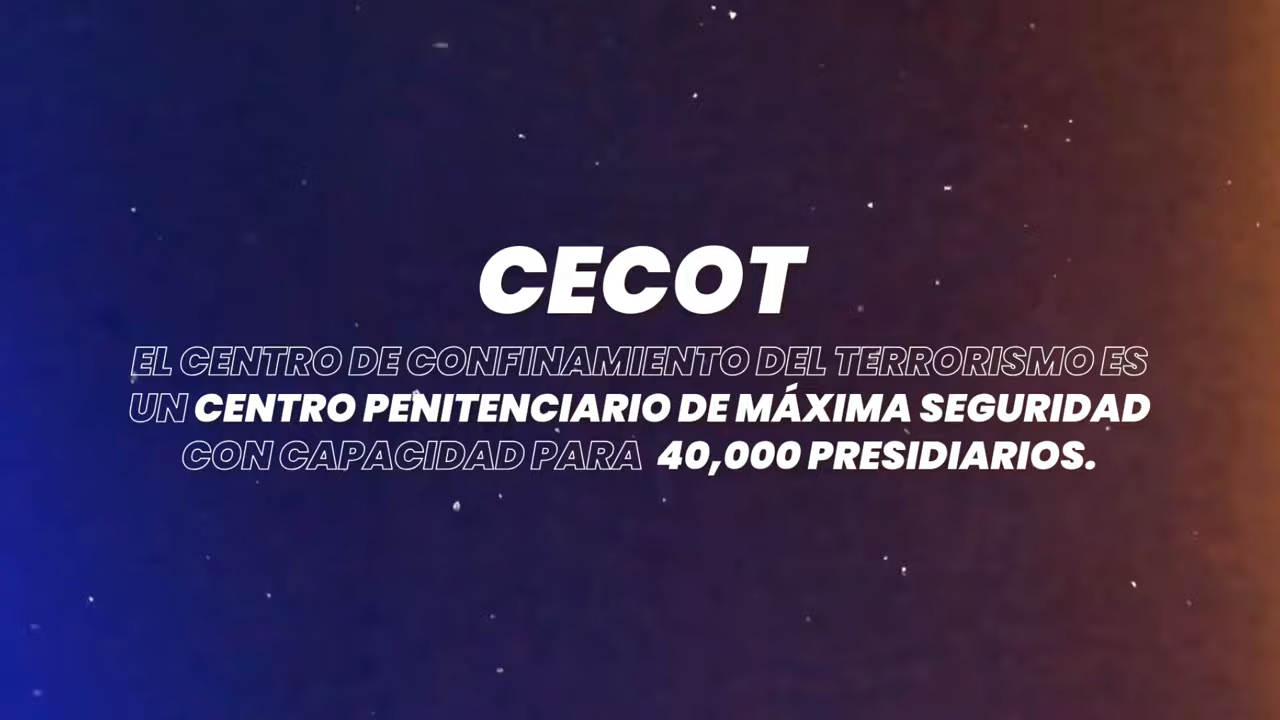 CECOT
EL CENTRO DE CONFINAMIENTO DEL TERRORISMO ES
UN CENTRO PENITENCIARIO DE MÁXIMA SEGURIDAD
CON CAPACIDAD PARA 40,000 PRESIDIARIOS.